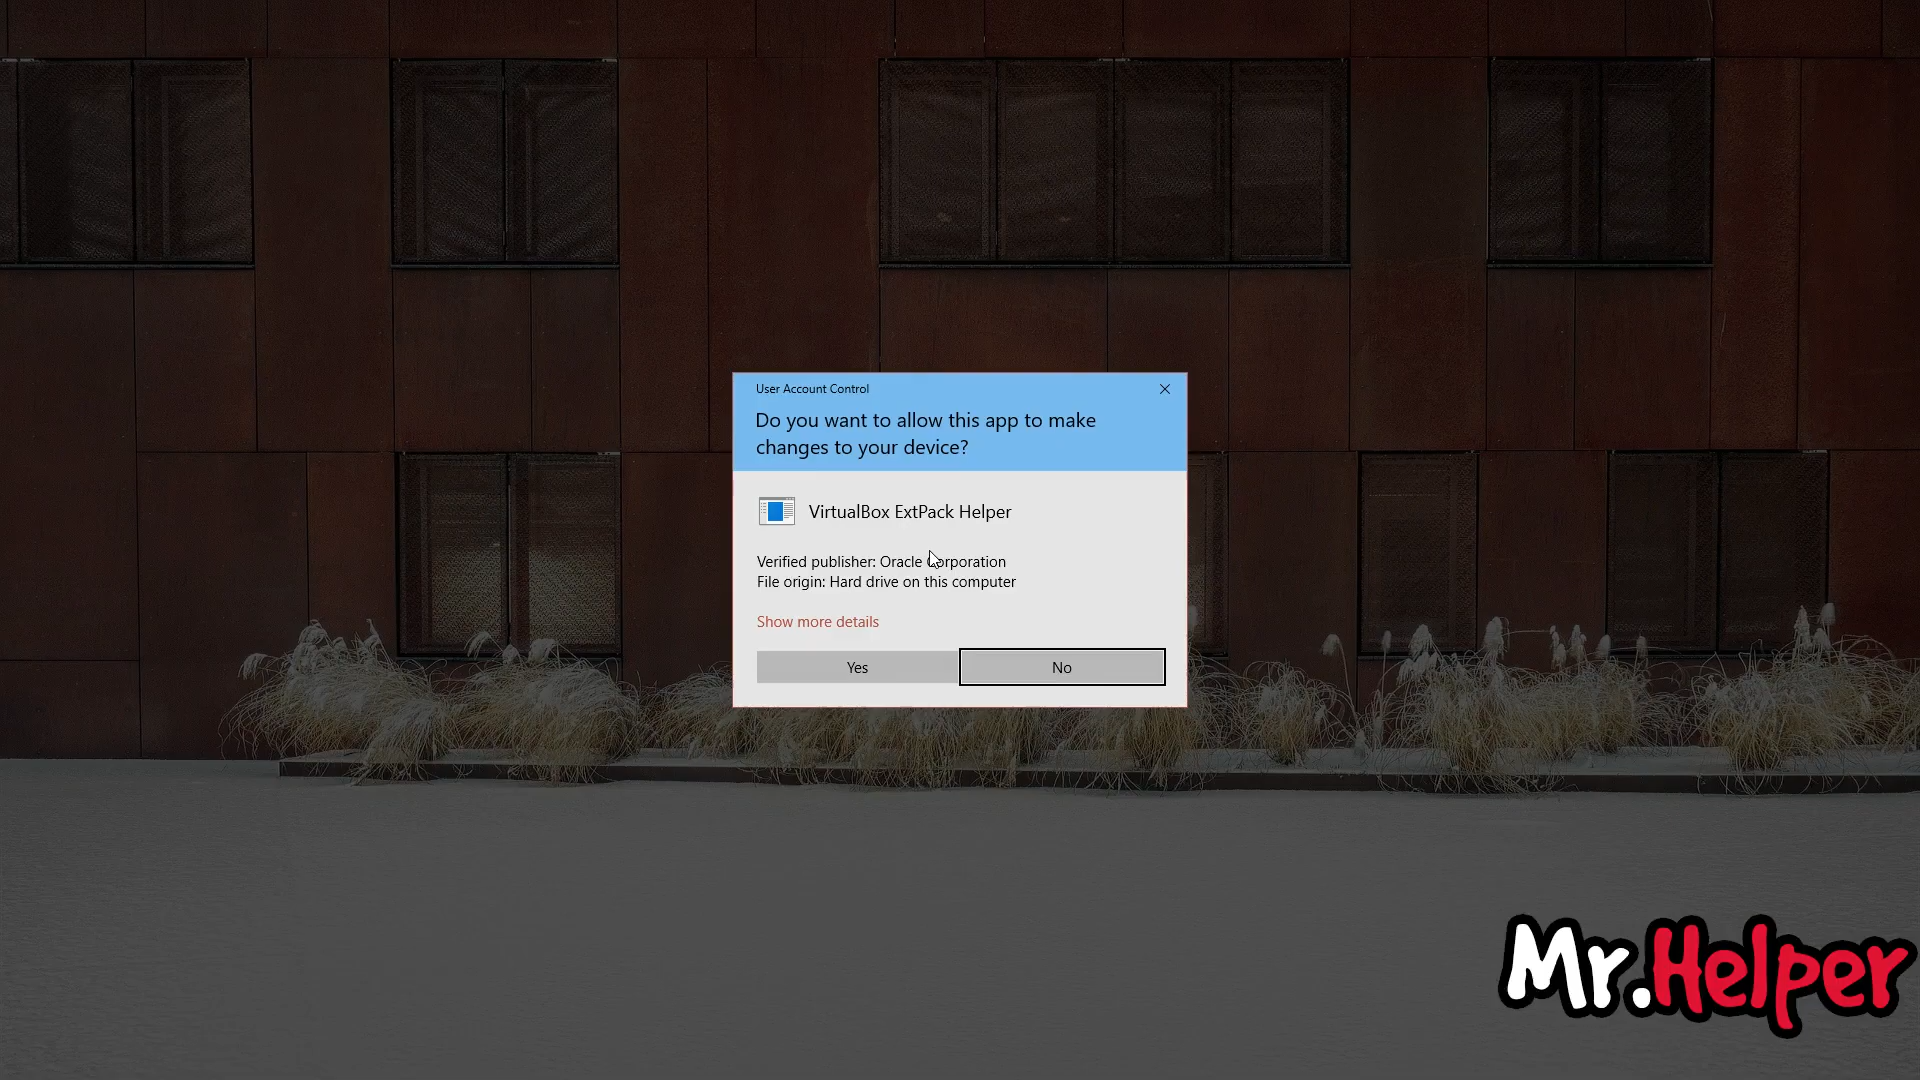 User Account Control
Do you want to allow this app to make
changes to your device?
VirtualBox ExtPack Helper
Verified publisher: Oracle Corporation
File origin: Hard drive on this computer
Show more details
Yes
No
Mr.Helper